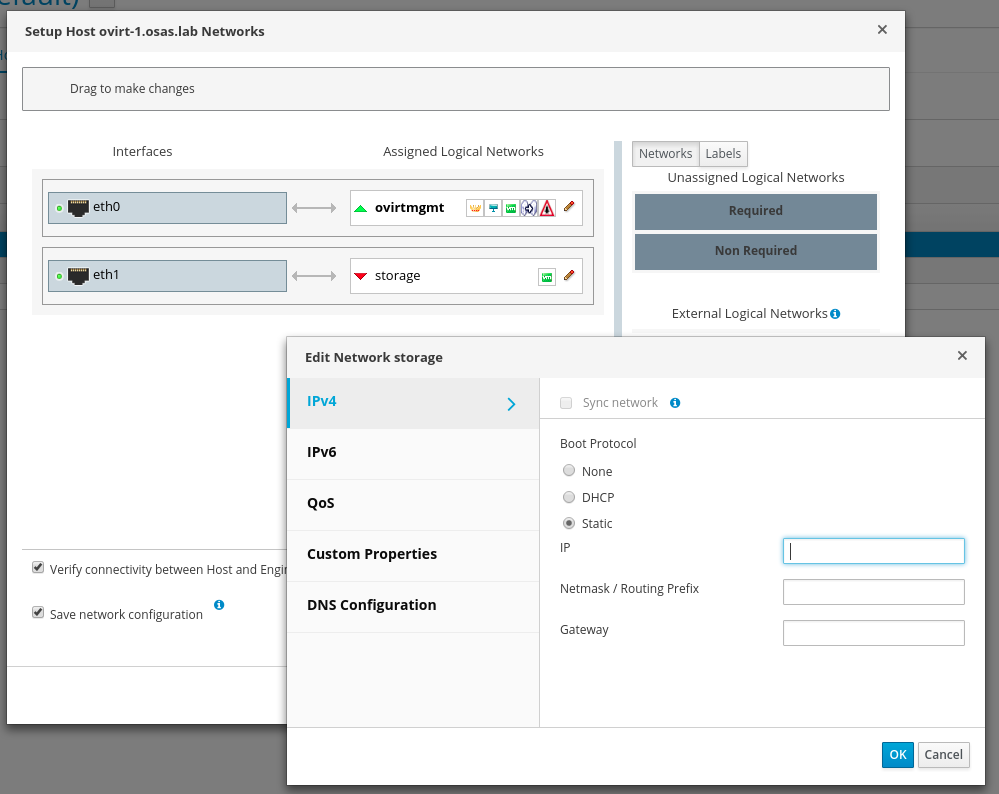 Setup Host ovirt-1.osas.lab Networks
Drag to make changes
Interfaces
Assigned Logical Networks
Networks
Labels
Unassigned Logical Networks
eth0
ovirtmgmt
vm
Required
Non Required
eth1
storage
vm
External Logical Networks
Edit Network storage
IPv4
IPv6
QoS
Custom Properties
DNS Configuration
Sync network
Boot Protocol
None
DHCP
Static
IP
Netmask / Routing Prefix
Gateway
OK
Cancel
Verify connectivity between Host and Engin
Save network configuration